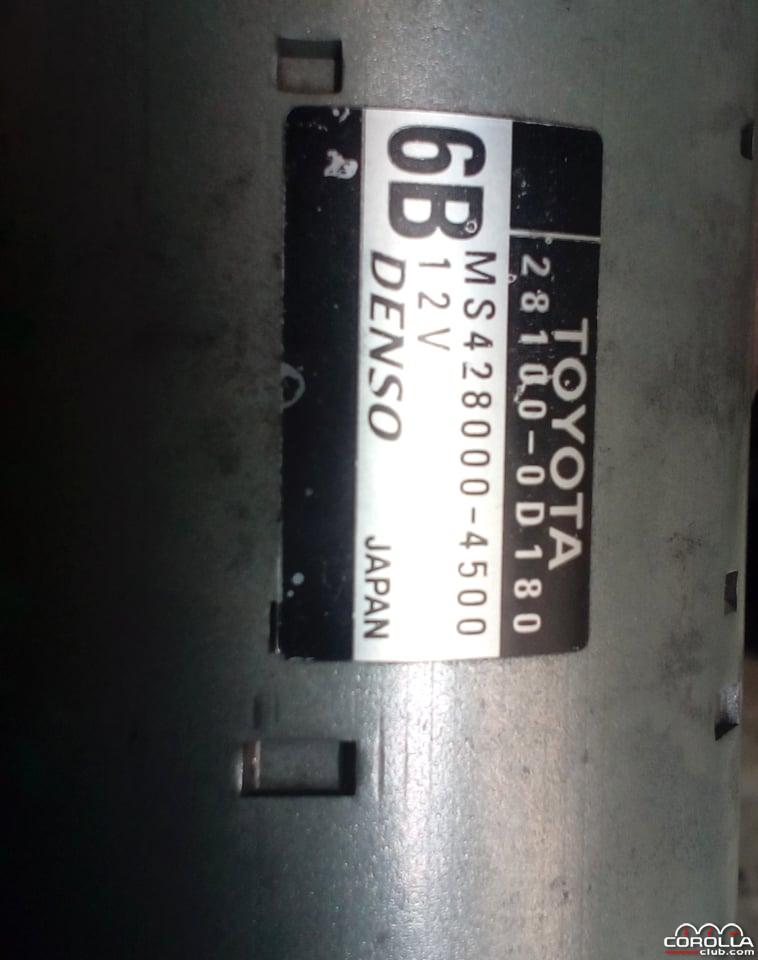 TOYOTA
28100-0D180
MS428000-4500
6B
12V
DENSO
JAPAN
COROLLA
club.com